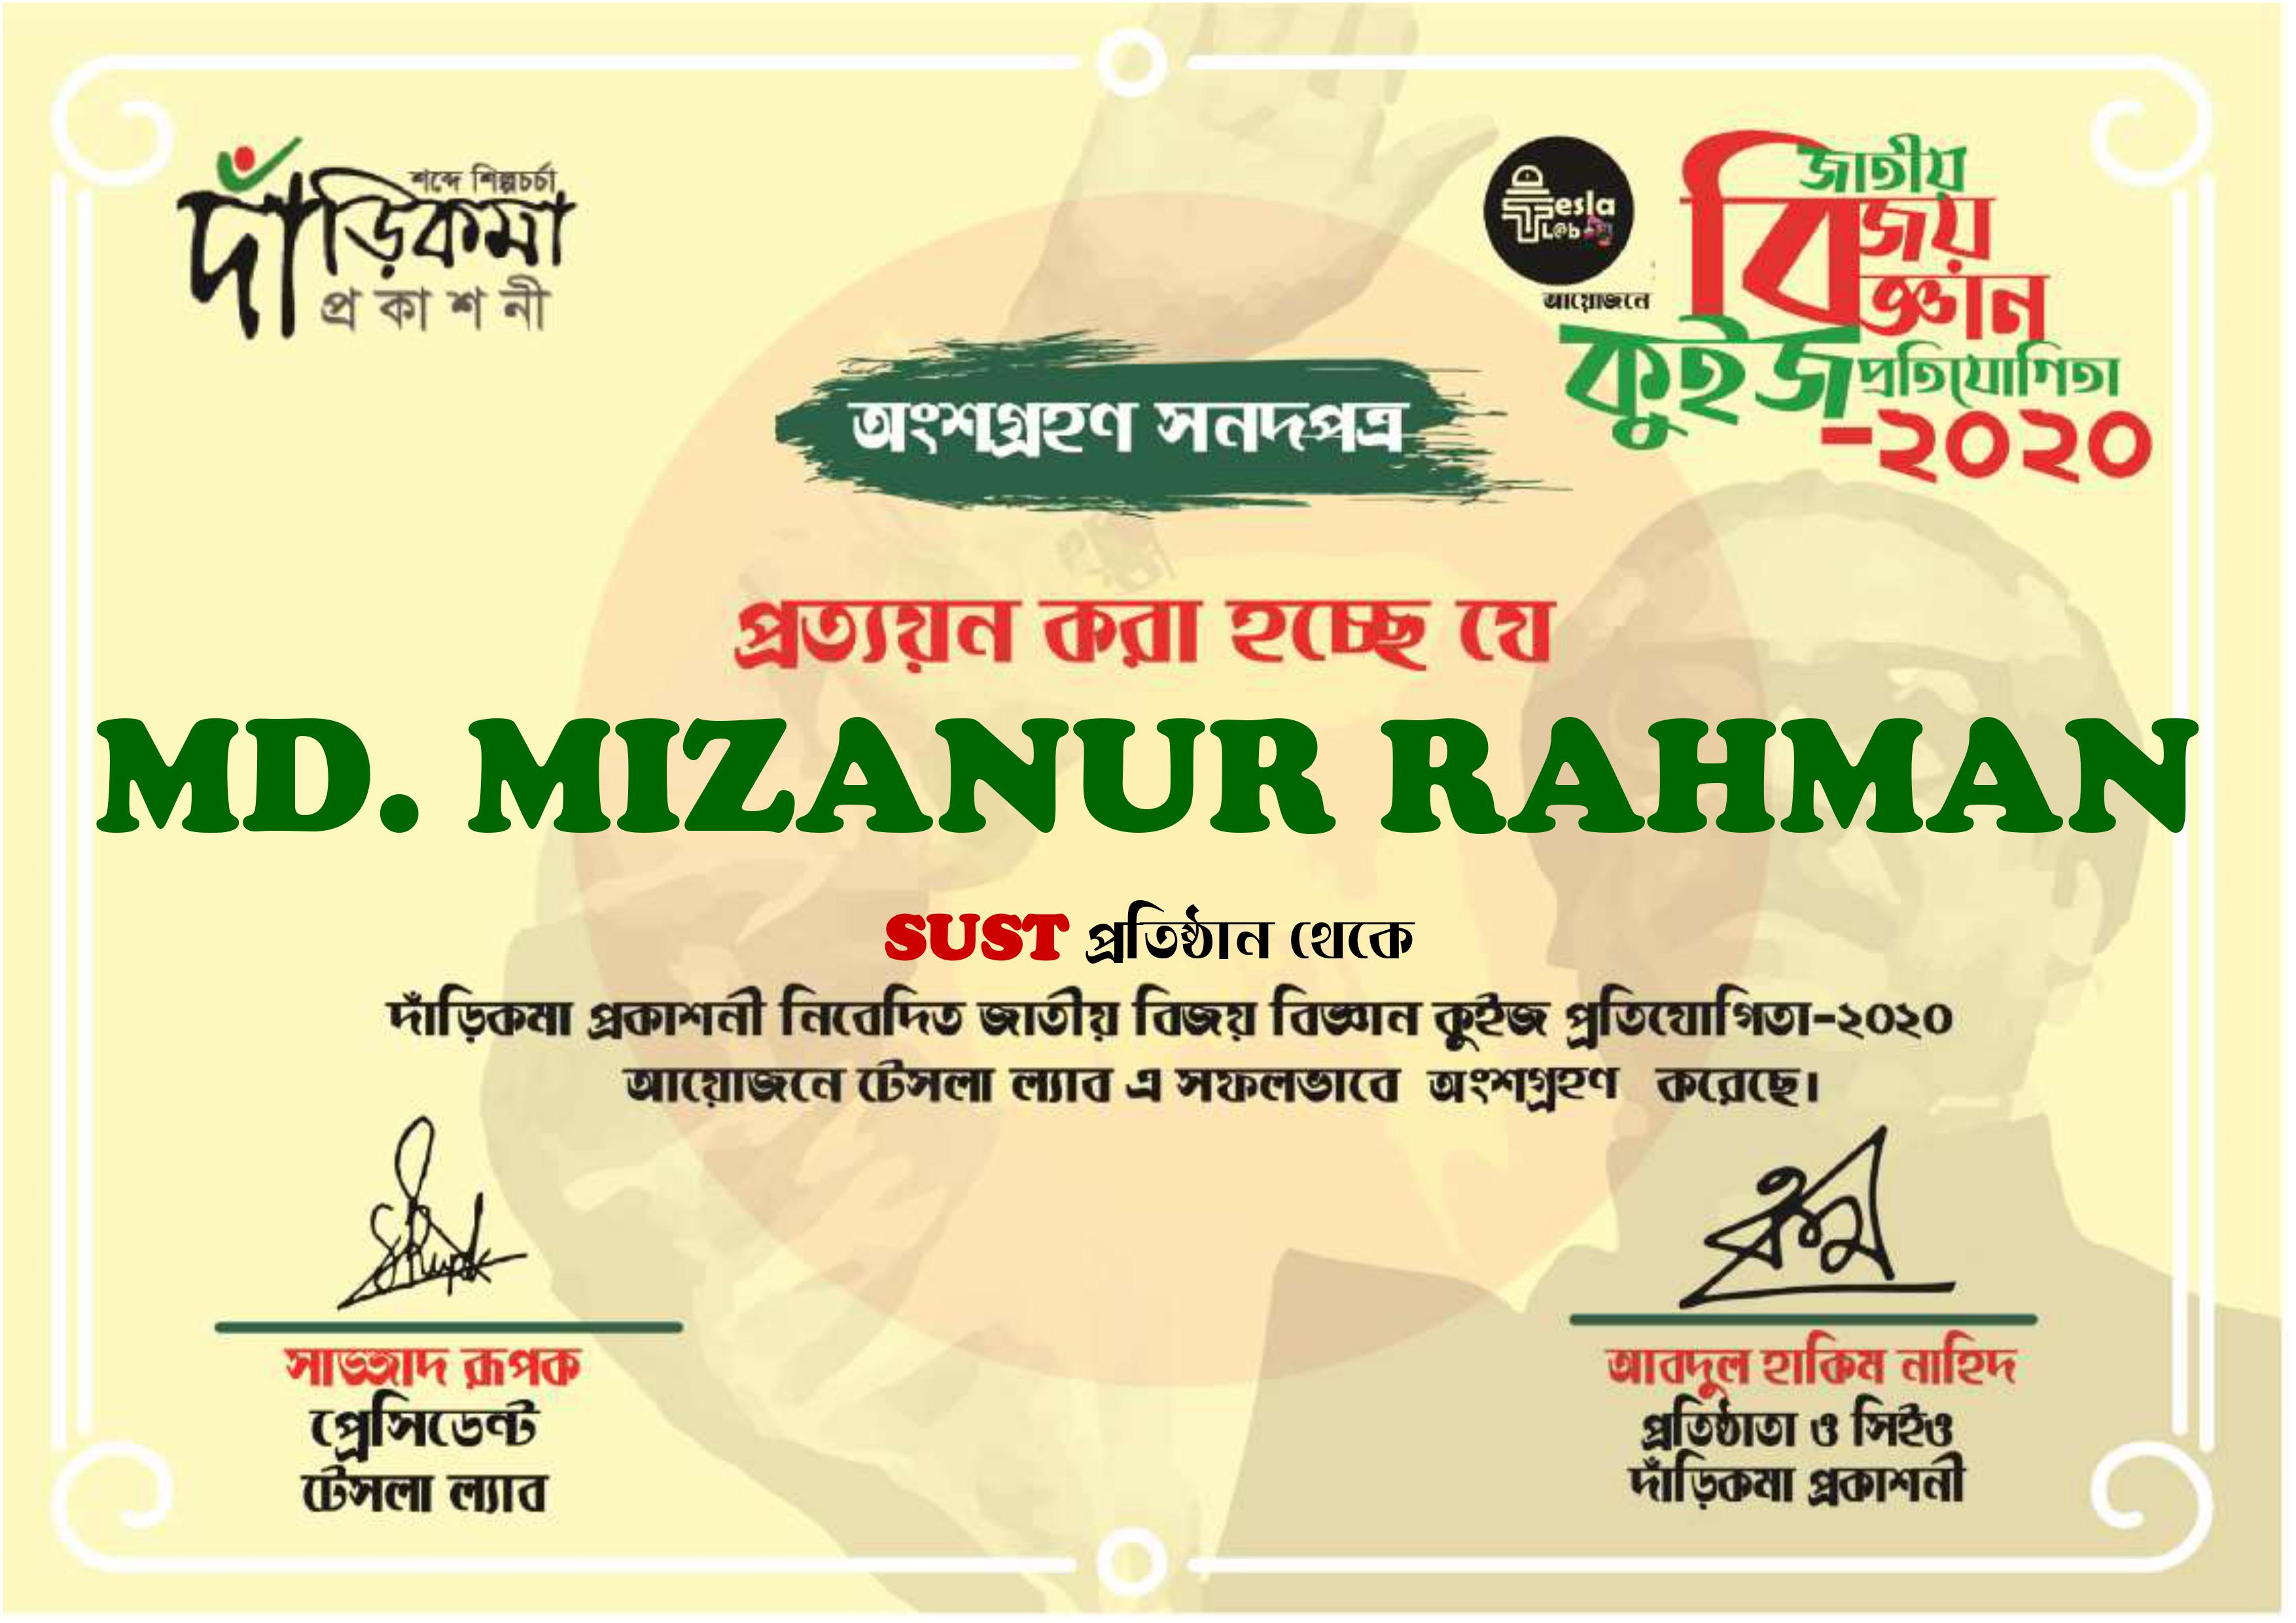 শব্দে শিল্পচর্চা
দাঁড়িকমা
প্রকাশনী
Tesla
L@b
আয়োজনে
জাতীয়
বিজয়
বিজ্ঞান
কুইজ প্রতিযোগিতা
-২০২০
অংশগ্রহণ সনদপত্র
প্রত্যয়ন করা হচ্ছে যে
MD. MIZANUR RAHMAN
SUST প্রতিষ্ঠান থেকে
দাঁড়িকমা প্রকাশনী নিবেদিত জাতীয় বিজয় বিজ্ঞান কুইজ প্রতিযোগিতা-২০২০
আয়োজনে টেসলা ল্যাব এ সফলভাবে অংশগ্রহণ করেছে।
সাজ্জাদ রূপক
প্রেসিডেন্ট
টেসলা ল্যাব
আবদুল হাকিম নাহিদ
প্রতিষ্ঠাতা ও সিইও
দাঁড়িকমা প্রকাশনী